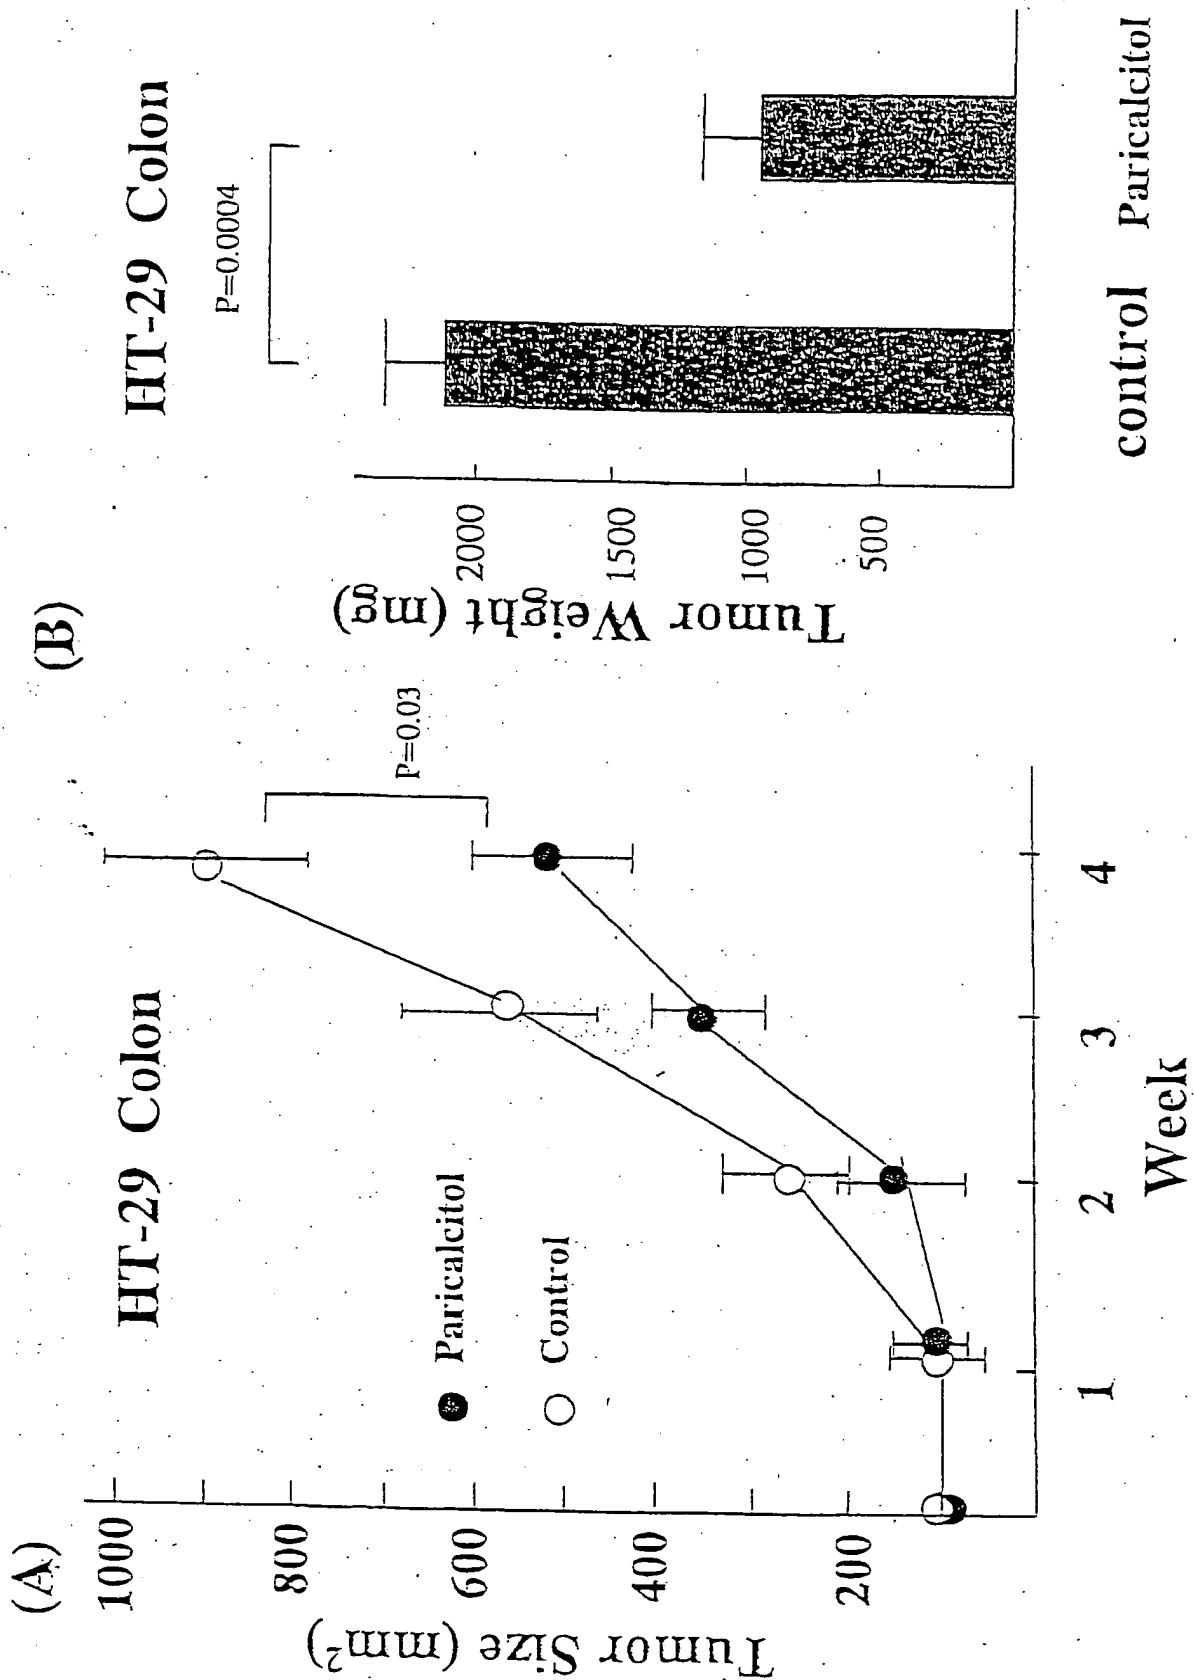 (A)
HT-29 Colon
Tumor Size (mm²)
1000
800
600
400
200
Paricalcitol
Control
P=0.03
1
2
3
4
Week
(B)
HT-29 Colon
P=0.0004
Tumor Weight (mg)
2000
1500
1000
500
control
Paricalcitol